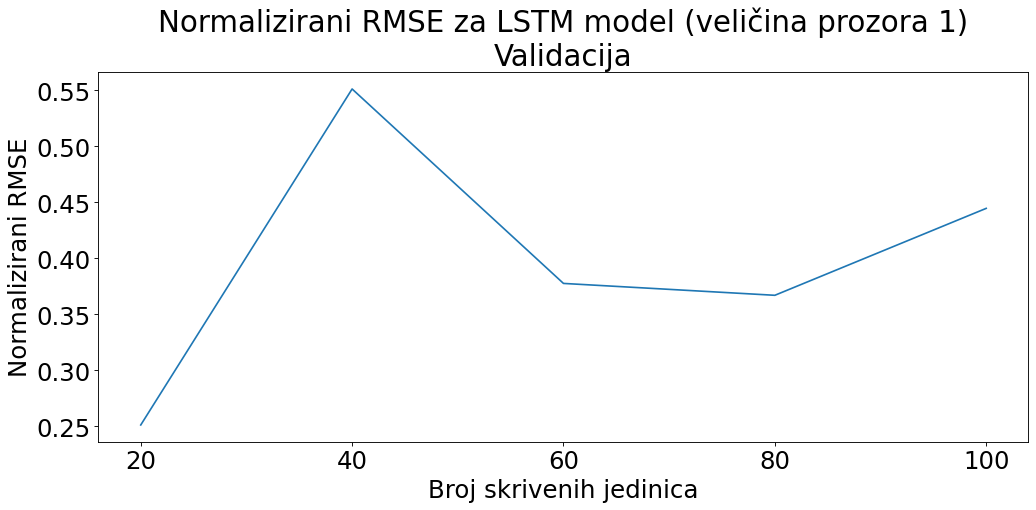 Normalizirani RMSE za LSTM model (veličina prozora 1)
Validacija
Normalizirani RMSE
0.55
0.50
0.45
0.40
0.35
0.30
0.25
20 40 60 80 100
Broj skrivenih jedinica